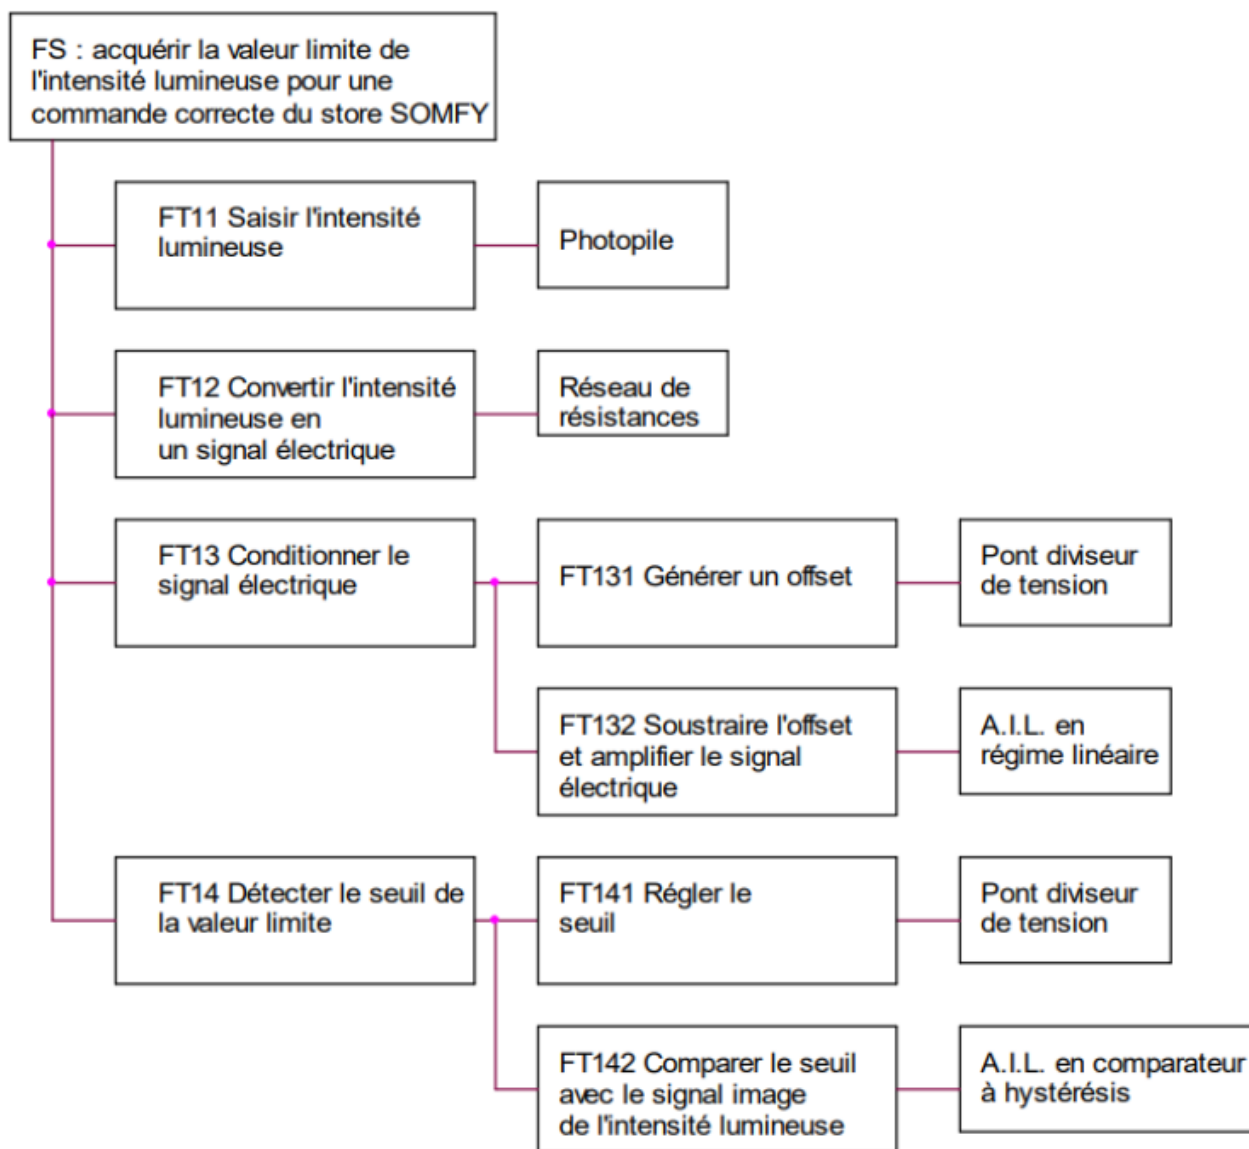 FS : acquérir la valeur limite de
l'intensité lumineuse pour une
commande correcte du store SOMFY
FT11 Saisir l'intensité
lumineuse
Photopile
FT12 Convertir l'intensité
lumineuse en
un signal électrique
Réseau de
résistances
FT13 Conditionner le
signal électrique
FT131 Générer un offset
Pont diviseur
de tension
FT132 Soustraire l'offset
et amplifier le signal
électrique
A.I.L. en
régime linéaire
FT14 Détecter le seuil de
la valeur limite
FT141 Régler le
seuil
Pont diviseur
de tension
FT142 Comparer le seuil
avec le signal image
de l'intensité lumineuse
A.I.L. en comparateur
à hystérésis